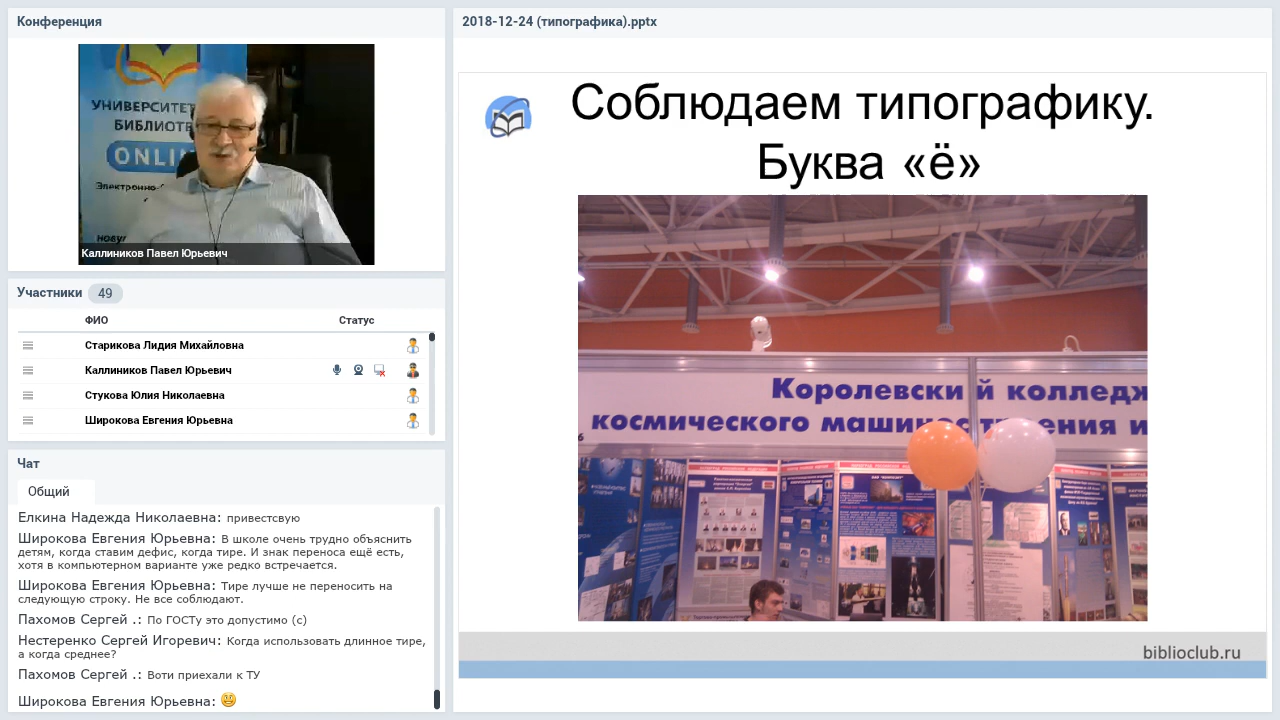 Конференция
УНИВЕРСИТЕТ
БИБЛИОТЕ
ONLIN
Каллиников Павел Юрьевич
Участники 49
ФИО Статус
Старикова Лидия Михайловна
Каллиников Павел Юрьевич
Стукова Юлия Николаевна
Широкова Евгения Юрьевна
Чат
Общий
Елкина Надежда Николаевна: привестсвую
Широкова Евгения Юрьевна: В школе очень трудно объяснить
детям, когда ставим дефис, когда тире. И знак переноса ещё есть,
хотя в компьютерном варианте уже редко встречается.
Широкова Евгения Юрьевна: Тире лучше не переносить на
следующую строку. Не все соблюдают.
Пахомов Сергей .: По ГОСТу это допустимо (с)
Нестеренко Сергей Игоревич: Когда использовать длинное тире,
а когда среднее?
Пахомов Сергей .: Воти приехали к ТУ
Широкова Евгения Юрьевна:
2018-12-24 (типографика).pptx
Соблюдаем типографику.
Буква «ё»
Королевски й колледж
космического машинос т ения и
biblioclub.ru